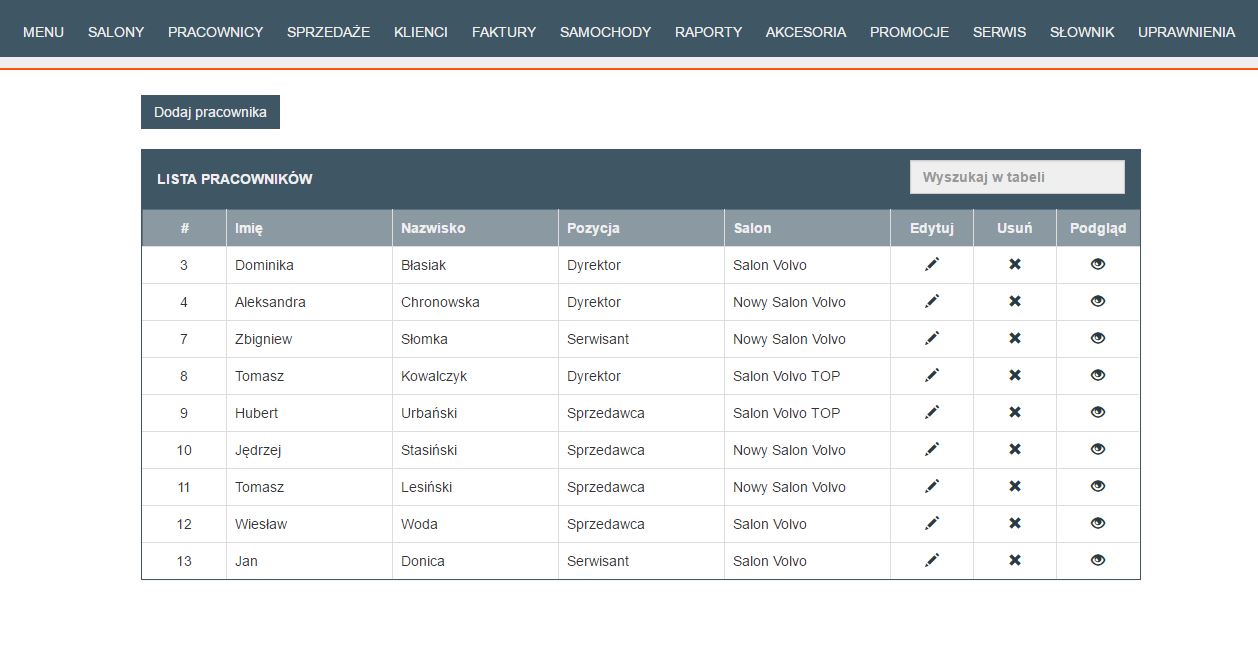 MENU SALONY PRACOWNICY SPRZEDAŻE KLIENCI FAKTURY SAMOCHODY RAPORTY AKCESORIA PROMOCJE SERWIS SŁOWNIK UPRAWNIENIA
Dodaj pracownika
LISTA PRACOWNIKÓW Wyszukaj w tabeli
# Imię Nazwisko Pozycja Salon Edytuj Usuń Podgląd
3 Dominika Błasiak Dyrektor Salon Volvo
4 Aleksandra Chronowska Dyrektor Nowy Salon Volvo
7 Zbigniew Słomka Serwisant Nowy Salon Volvo
8 Tomasz Kowalczyk Dyrektor Salon Volvo TOP
9 Hubert Urbański Sprzedawca Salon Volvo TOP
10 Jędrzej Stasiński Sprzedawca Nowy Salon Volvo
11 Tomasz Lesiński Sprzedawca Nowy Salon Volvo
12 Wiesław Woda Sprzedawca Salon Volvo
13 Jan Donica Serwisant Salon Volvo